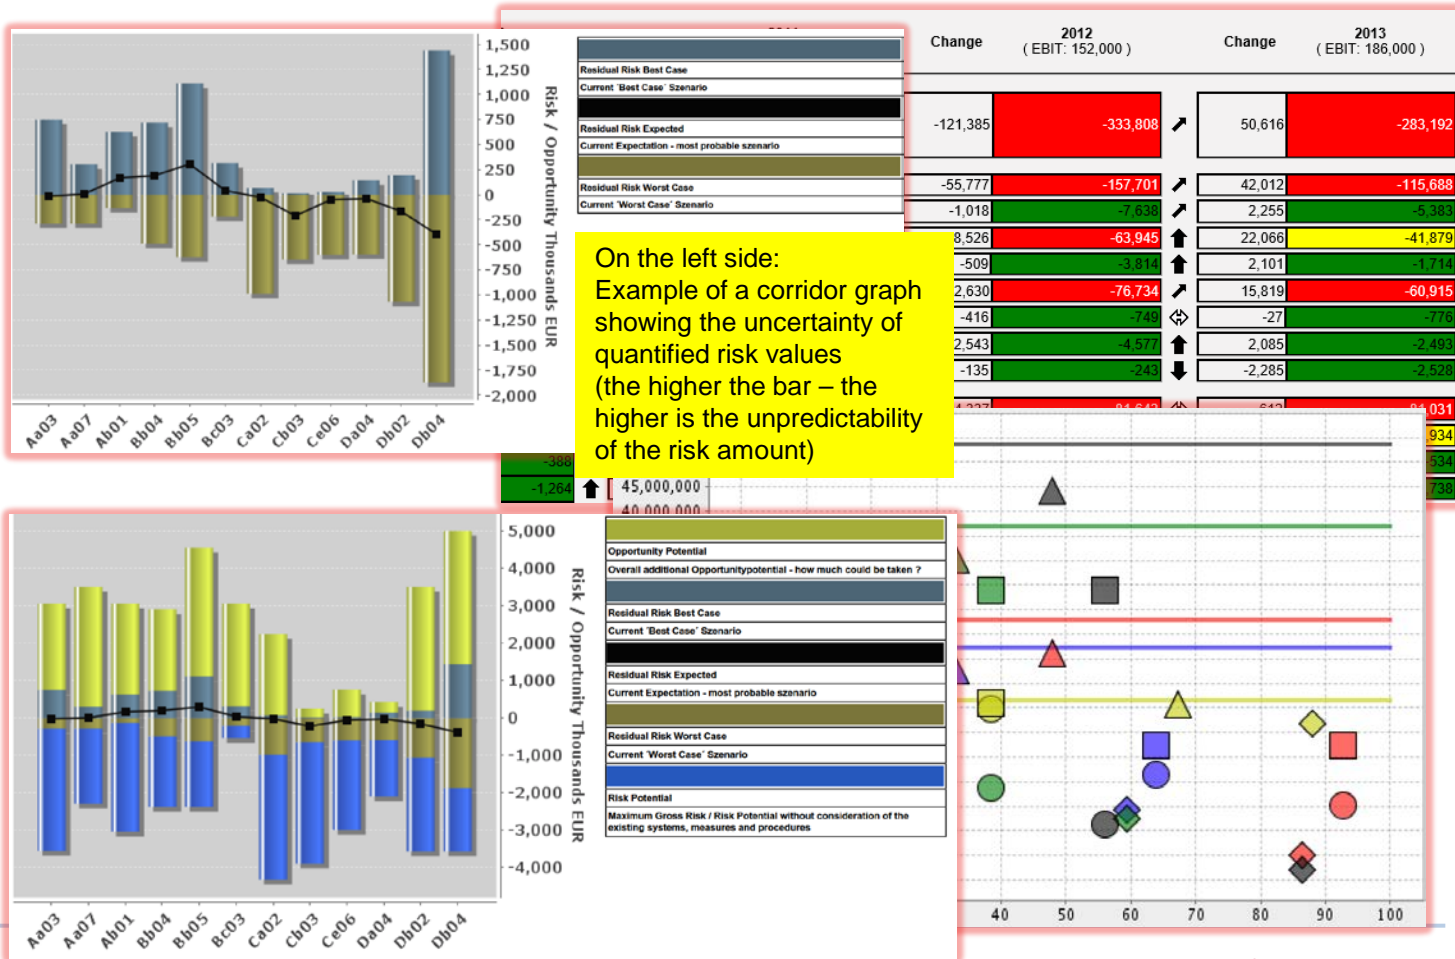 1,500
1,250
1,000
750
500
250
0
-250
-500
-750
-1,000
-1,250
-1,500
-1,750
-2,000
Risk / Opportunity Thousands EUR
Aa03 Aa07 Ab01 Bb04 Bb05 Bc03 Ca02 Cb03 Ce06 Da04 Db02 Db04
Residual Risk Best Case
Current `Best Case` Szenario
Residual Risk Expected
Current Expectation - most probable szenario
Residual Risk Worst Case
Current `Worst Case` Szenario
Change 2012 Change 2013
( EBIT: 152,000 ) ( EBIT: 186,000 )
-121,385 -333,808 50,616 -283,192
-55,777 -157,701 42,012 -115,688
-1,018 -7,638 2,255 -5,383
8,526 -63,945 22,066 -41,879
-509 -3,814 2,101 -1,714
2,630 -76,734 15,819 -60,915
-416 -749 -27 -776
2,543 -4,577 2,085 -2,493
-135 -243 -2,285 -2,528
,031
934
534
738
On the left side:
Example of a corridor graph
showing the uncertainty of
quantified risk values
(the higher the bar – the
higher is the unpredictability
of the risk amount)
-388
-1,264
45,000,000
40,000,000
40 50 60 70 80 90 100
5,000
4,000
3,000
2,000
1,000
0
-1,000
-2,000
-3,000
-4,000
Risk / Opportunity Thousands EUR
Aa03 Aa07 Ab01 Bb04 Bb05 Bc03 Ca02 Cb03 Ce06 Da04 Db02 Db04
Opportunity Potential
Overall additional Opportunitypotential - how much could be taken ?
Residual Risk Best Case
Current `Best Case` Szenario
Residual Risk Expected
Current Expectation - most probable szenario
Residual Risk Worst Case
Current `Worst Case` Szenario
Risk Potential
Maximum Gross Risk / Risk Potential without consideration of the
existing systems, measures and procedures